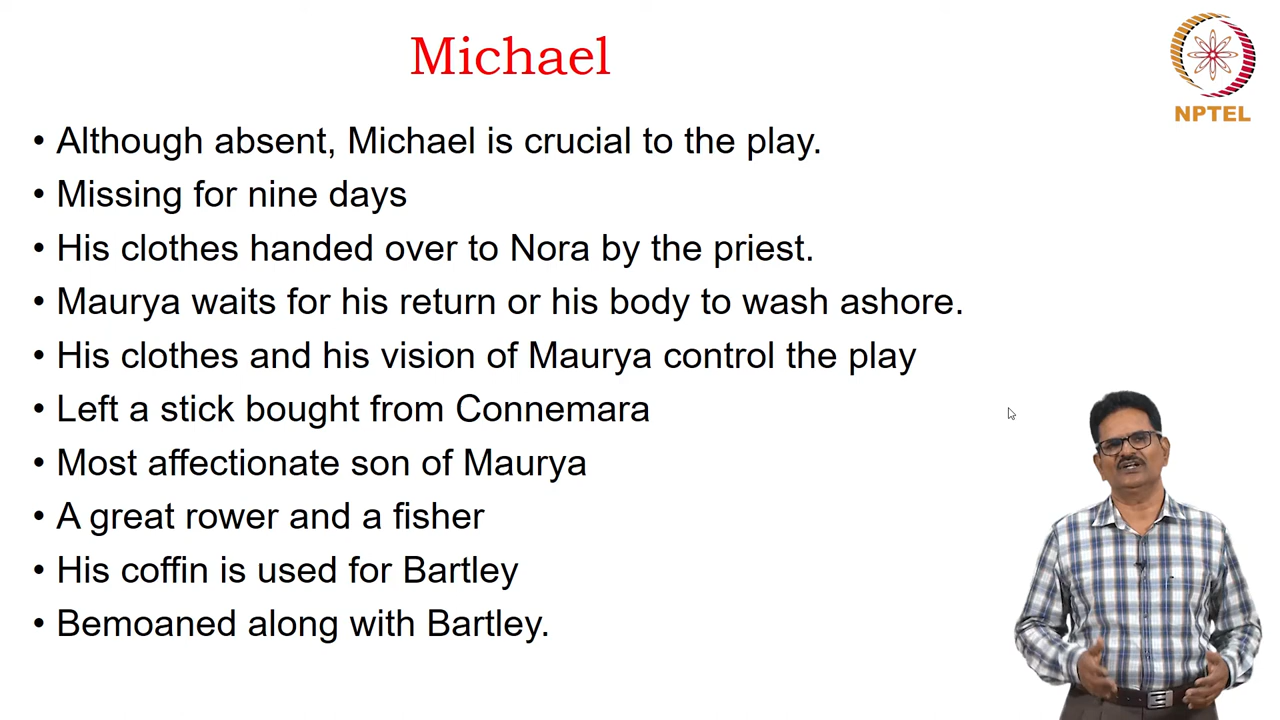 Michael
NPTEL
• Although absent, Michael is crucial to the play.
• Missing for nine days
• His clothes handed over to Nora by the priest.
• Maurya waits for his return or his body to wash ashore.
• His clothes and his vision of Maurya control the play
• Left a stick bought from Connemara
• Most affectionate son of Maurya
• A great rower and a fisher
• His coffin is used for Bartley
• Bemoaned along with Bartley.